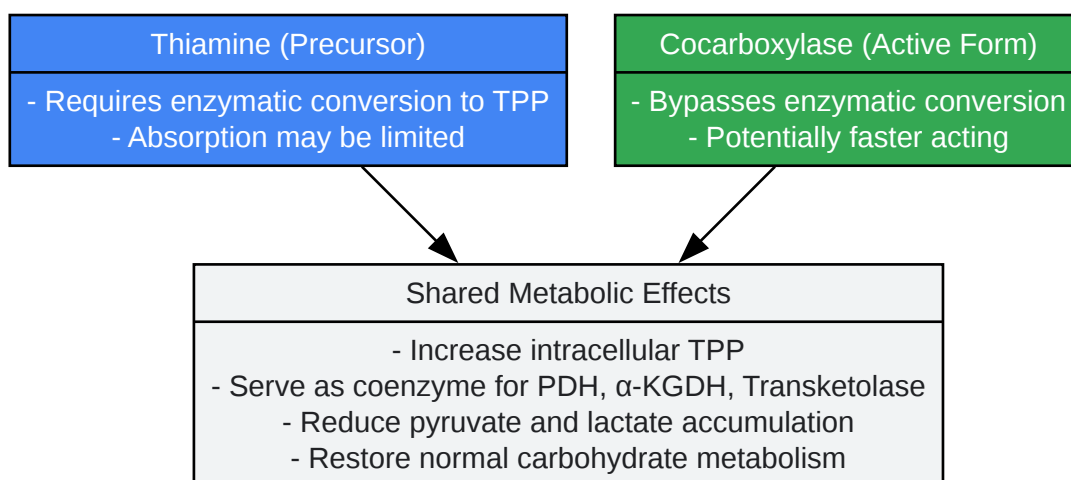 Thiamine (Precursor)
- Requires enzymatic conversion to TPP
- Absorption may be limited
Cocarboxylase (Active Form)
- Bypasses enzymatic conversion
- Potentially faster acting
Shared Metabolic Effects
- Increase intracellular TPP
- Serve as coenzyme for PDH, α-KGDH, Transketolase
- Reduce pyruvate and lactate accumulation
- Restore normal carbohydrate metabolism